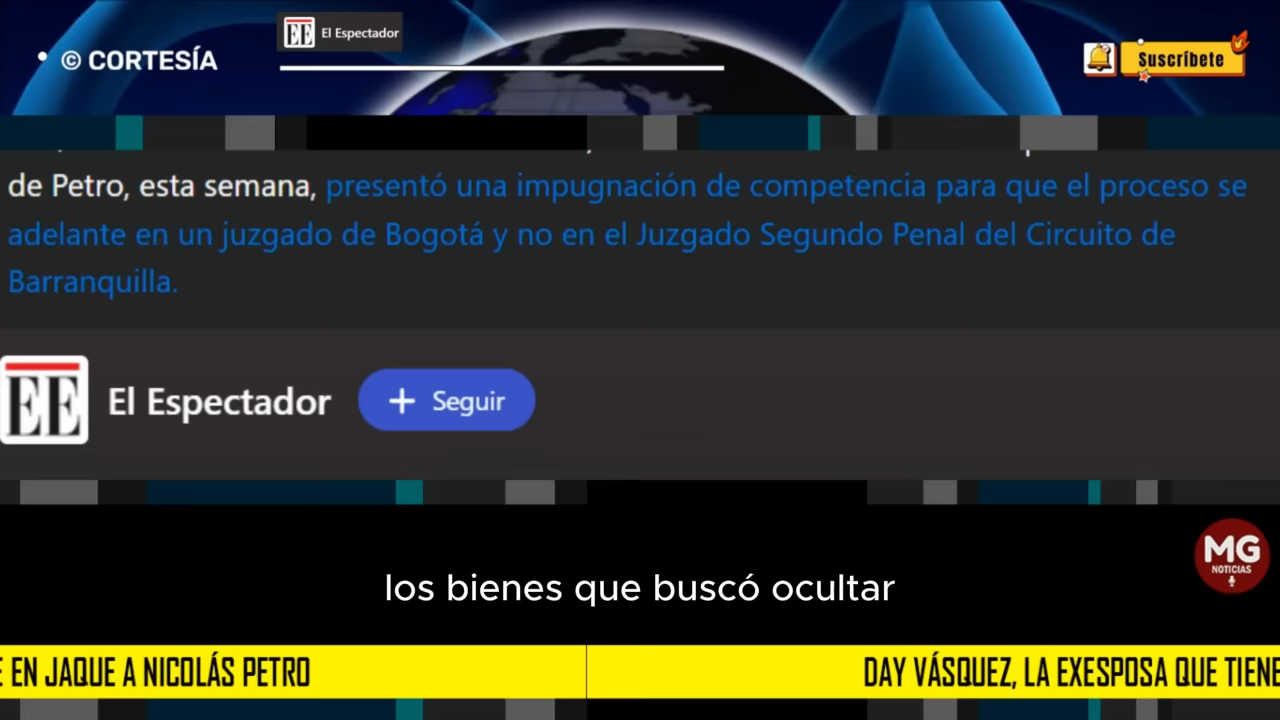 © CORTESÍA
EE El Espectador
Suscríbete
de Petro, esta semana, presentó una impugnación de competencia para que el proceso se
adelante en un juzgado de Bogotá y no en el Juzgado Segundo Penal del Circuito de
Barranquilla.
EE El Espectador + Seguir
MG
NOTICIAS
los bienes que buscó ocultar
EN JAQUE A NICOLÁS PETRO
DAY VÁSQUEZ, LA EXESPOSA QUE TIENE